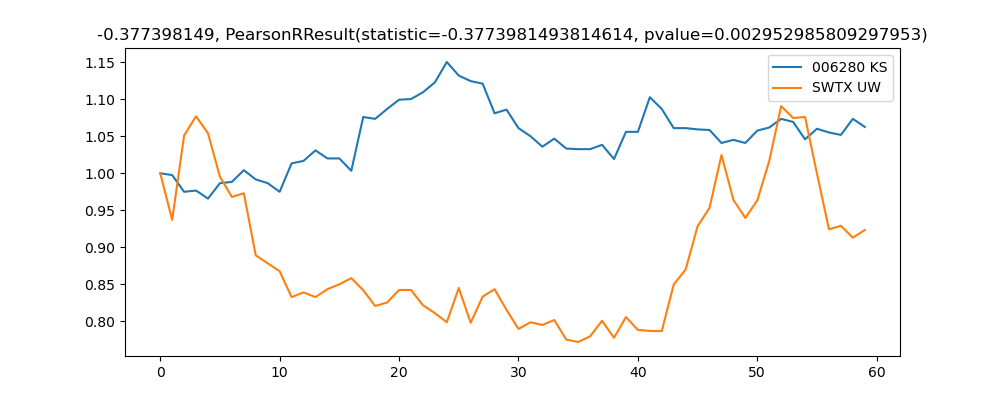 -0.377398149, PearsonRResult(statistic=-0.3773981493814614, pvalue=0.002952985809297953)
006280 KS
SWTX UW
1.15
1.10
1.05
1.00
0.95
0.90
0.85
0.80
0 10 20 30 40 50 60